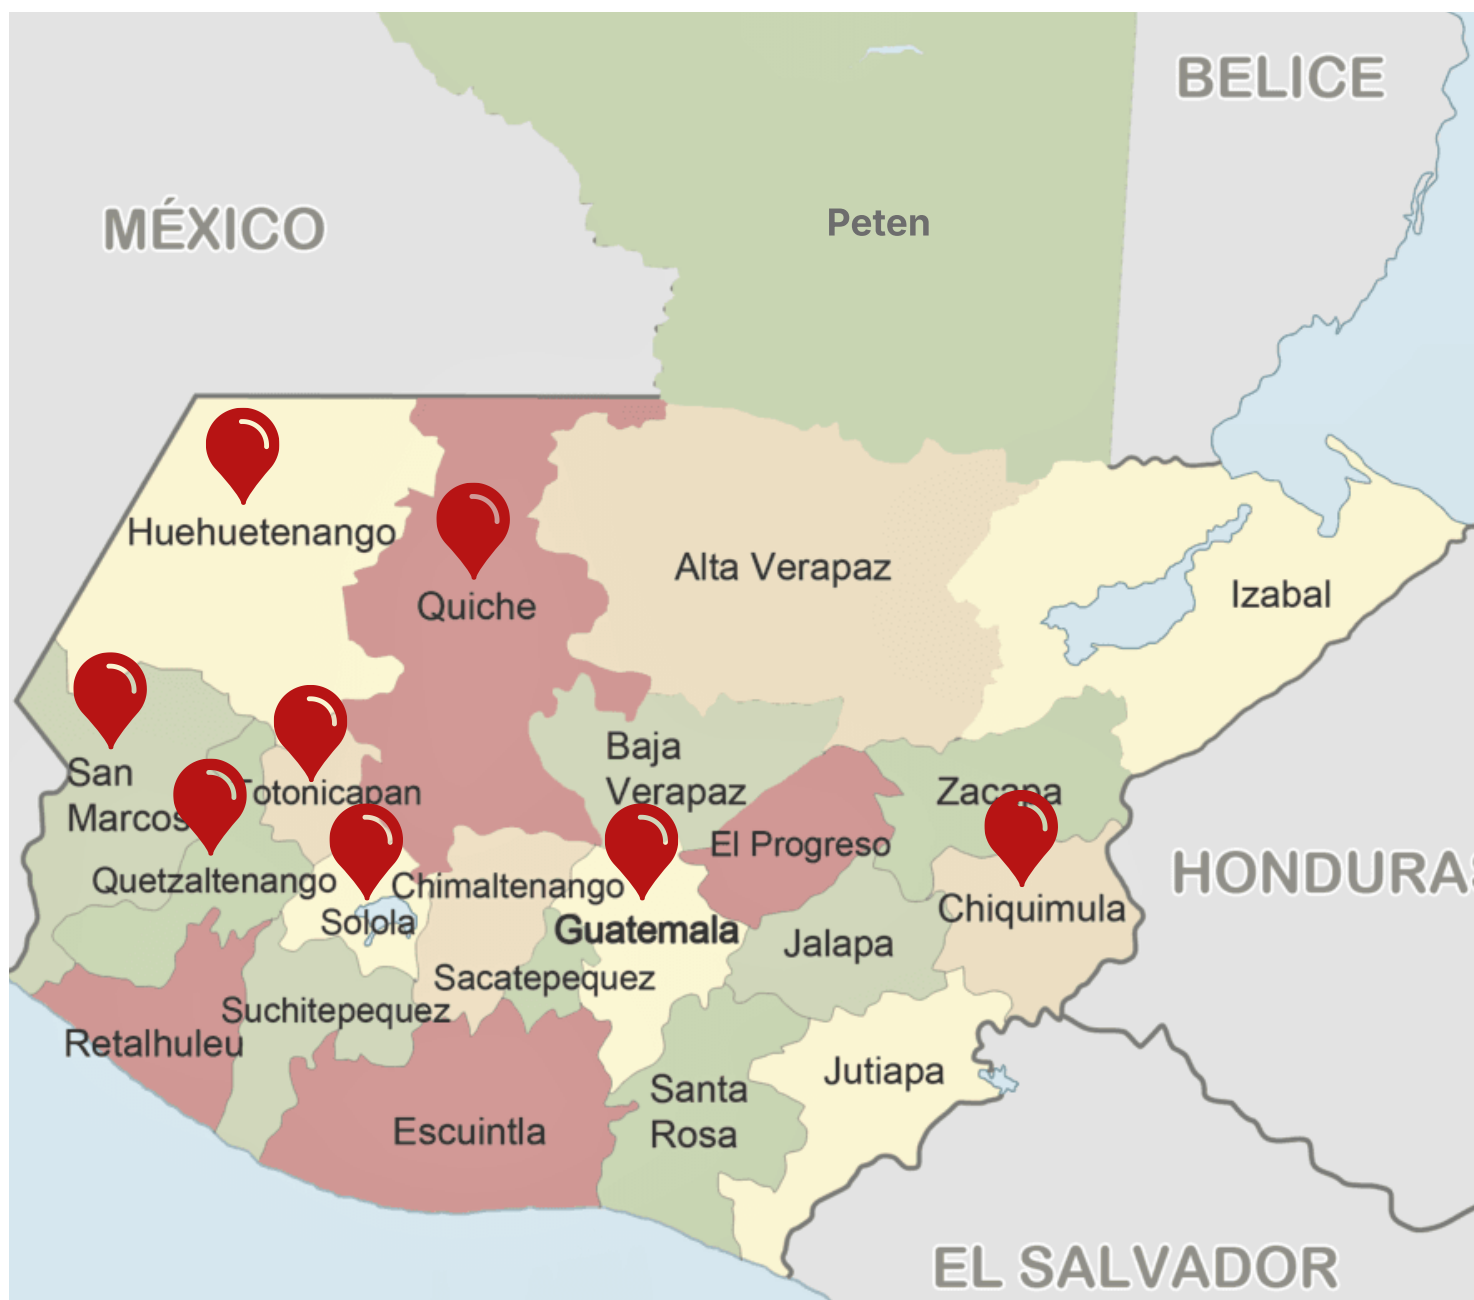 BELICE
MÉXICO
Peten
Huehuetenango
Quiche
Alta Verapaz
Izabal
San
Marcos
Totonicapan
Baja
Verapaz
Zacapa
El Progreso
Quetzaltenango
Chimaltenango
HONDURAS
Solola
Guatemala
Chiquimula
Jalapa
Sacatepequez
Suchitepequez
Retalhuleu
Jutiapa
Santa
Rosa
Escuintla
EL SALVADOR